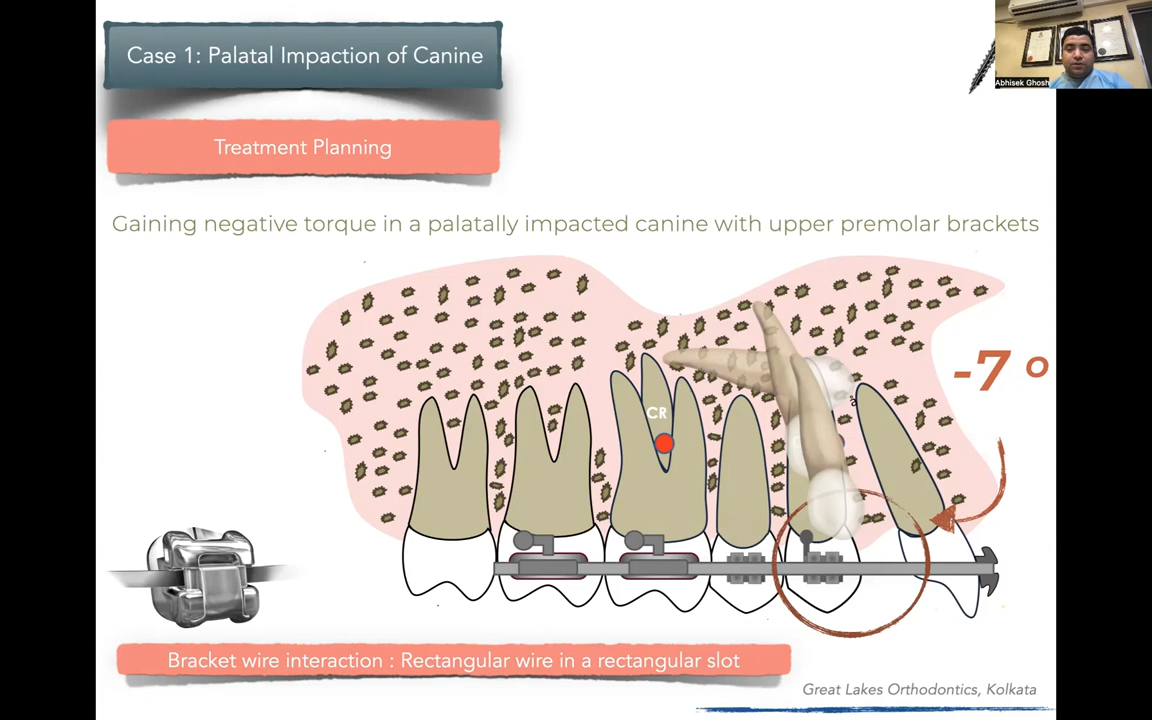 Case 1: Palatal Impaction of Canine
Abhisek Ghosh
Treatment Planning
Gaining negative torque in a palatally impacted canine with upper premolar brackets
-7 o
CR
Bracket wire interaction : Rectangular wire in a rectangular slot
Great Lakes Orthodontics, Kolkata